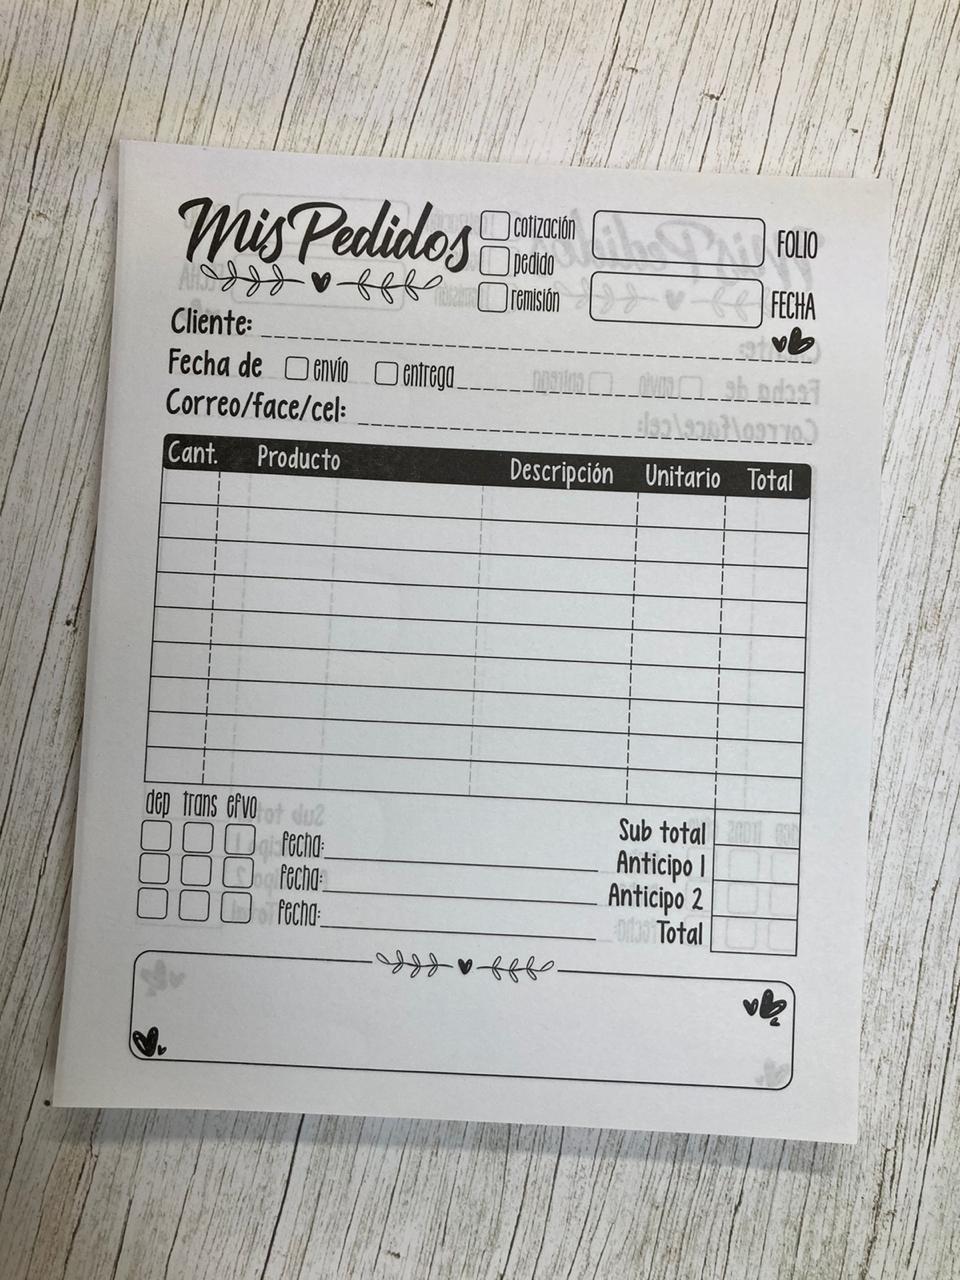 Mis Pedidos
cotización
pedido
remisión
FOLIO
FECHA
Cliente:
Fecha de envío entrega
Correo/face/cel:
Cant. Producto Descripción Unitario Total
dep trans efvo
fecha:
fecha:
fecha:
Sub total
Anticipo 1
Anticipo 2
Total